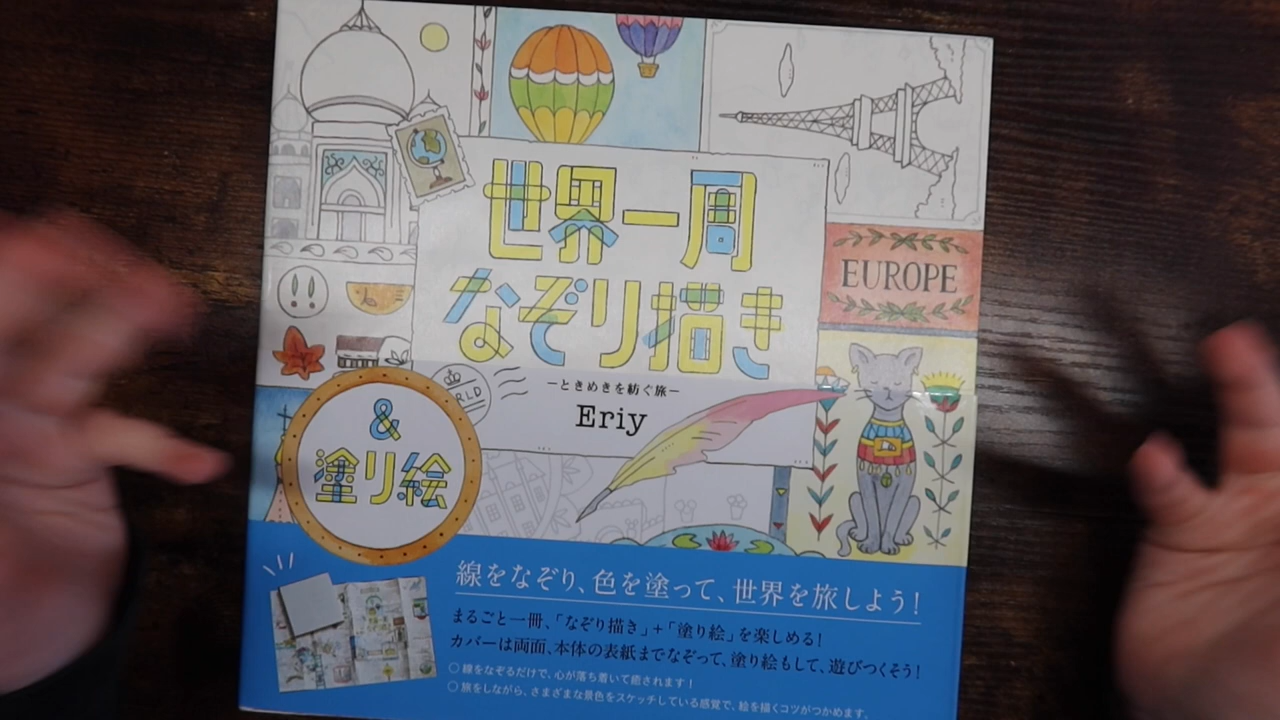 世界一周
なぞり描き
&
塗り絵
ーときめきを紡ぐ旅ー
Eriy
EUROPE
線をなぞり、色を塗って、世界を旅しよう!
まるごと一冊、「なぞり描き」+「塗り絵」を楽しめる!
カバーは両面、本体の表紙までなぞって、塗り絵もして、遊びつくそう!
○ 線をなぞるだけで、心が落ち着いて癒されます!
○ 旅をしながら、さまざまな景色をスケッチしている感覚で、絵を描くコツがつかめます。